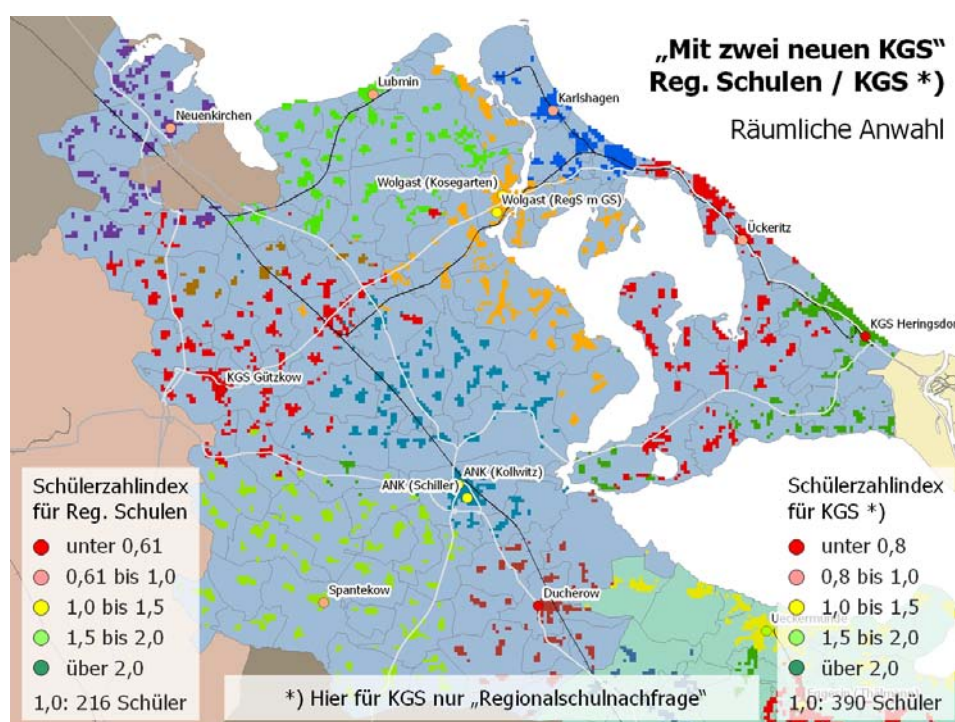 „Mit zwei neuen KGS“
Reg. Schulen / KGS *)
Räumliche Anwahl
Lubmin
Karlshagen
Neuenkirchen
Wolgast (Kosegarten)
Wolgast (RegS m GS)
Ückeritz
KGS Heringsdor
KGS Gützkow
ANK (Kollwitz)
ANK (Schiller)
Spantekow
Ducherow
Ueckermünde
Schülerzahlindex
für Reg. Schulen
unter 0,61
0,61 bis 1,0
1,0 bis 1,5
1,5 bis 2,0
über 2,0
1,0: 216 Schüler
Schülerzahlindex
für KGS *)
unter 0,8
0,8 bis 1,0
1,0 bis 1,5
1,5 bis 2,0
über 2,0
1,0: 390 Schüler
*) Hier für KGS nur „Regionalschulnachfrage“